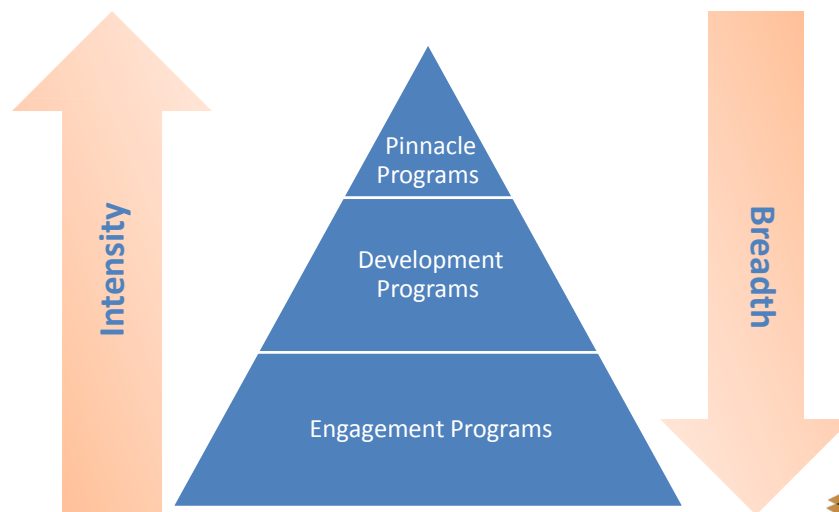 Intensity
Pinnacle
Programs
Development
Programs
Engagement Programs
Breadth